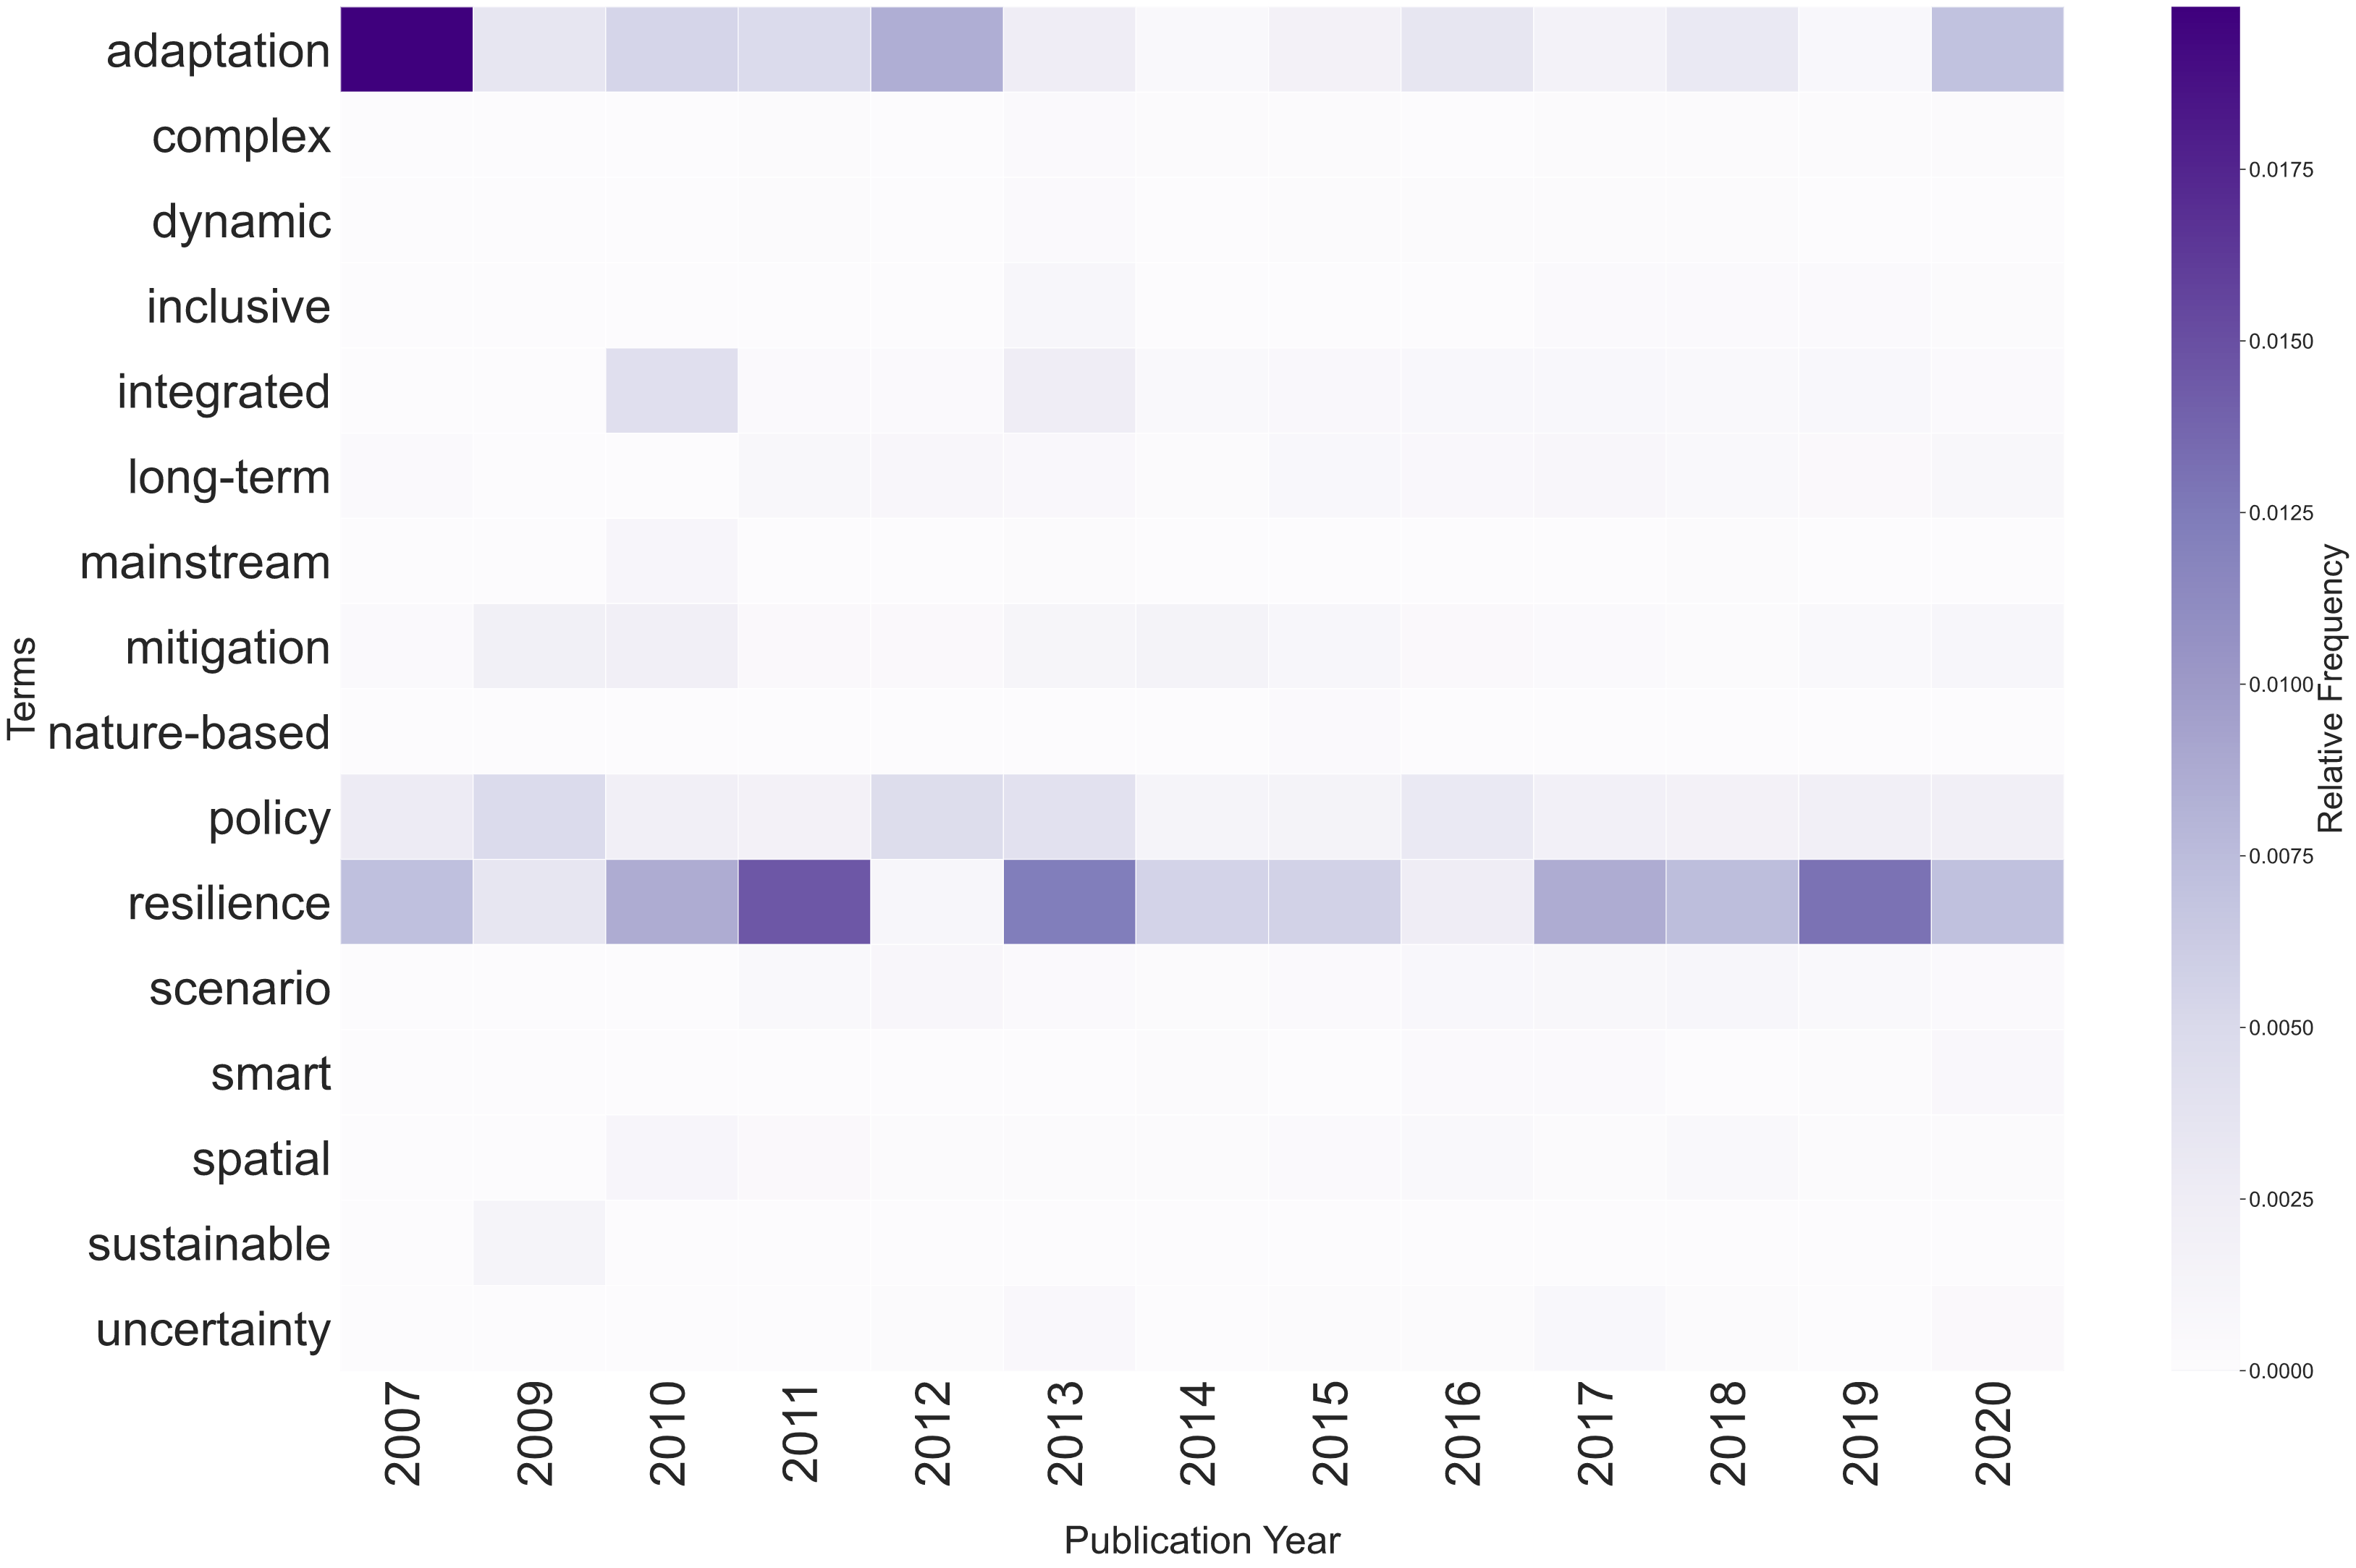 adaptation
complex
dynamic
inclusive
integrated
long-term
mainstream
mitigation
nature-based
policy
resilience
scenario
smart
spatial
sustainable
uncertainty
Terms
2007
2009
2010
2011
2012
2013
2014
2015
2016
2017
2018
2019
2020
Publication Year
0.0175
0.0150
0.0125
0.0100
0.0075
0.0050
0.0025
0.0000
Relative Frequency